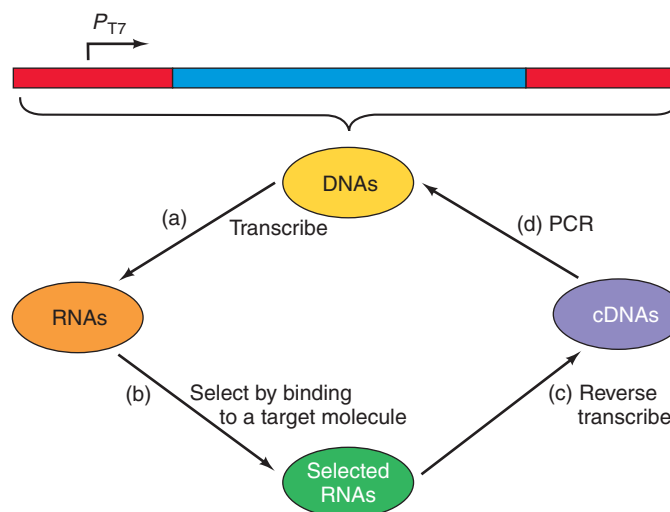 P_T7
DNAs
(a)
Transcribe
(d) PCR
RNAs
cDNAs
(b)
Select by binding
to a target molecule
(c) Reverse
transcribe
Selected
RNAs